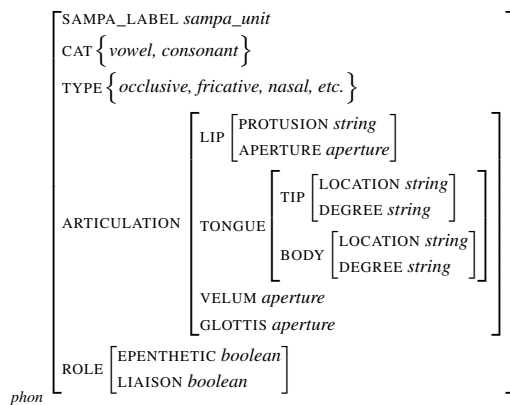 SAMPA_LABEL sampa_unit
CAT {vowel, consonant}
TYPE {occlusive, fricative, nasal, etc.}
LIP [PROTUSION string
APERTURE aperture]
ARTICULATION
TONGUE
TIP [LOCATION string
DEGREE string]
BODY [LOCATION string
DEGREE string]
VELUM aperture
GLOTTIS aperture
ROLE [EPENTHETIC boolean
LIAISON boolean]
phon